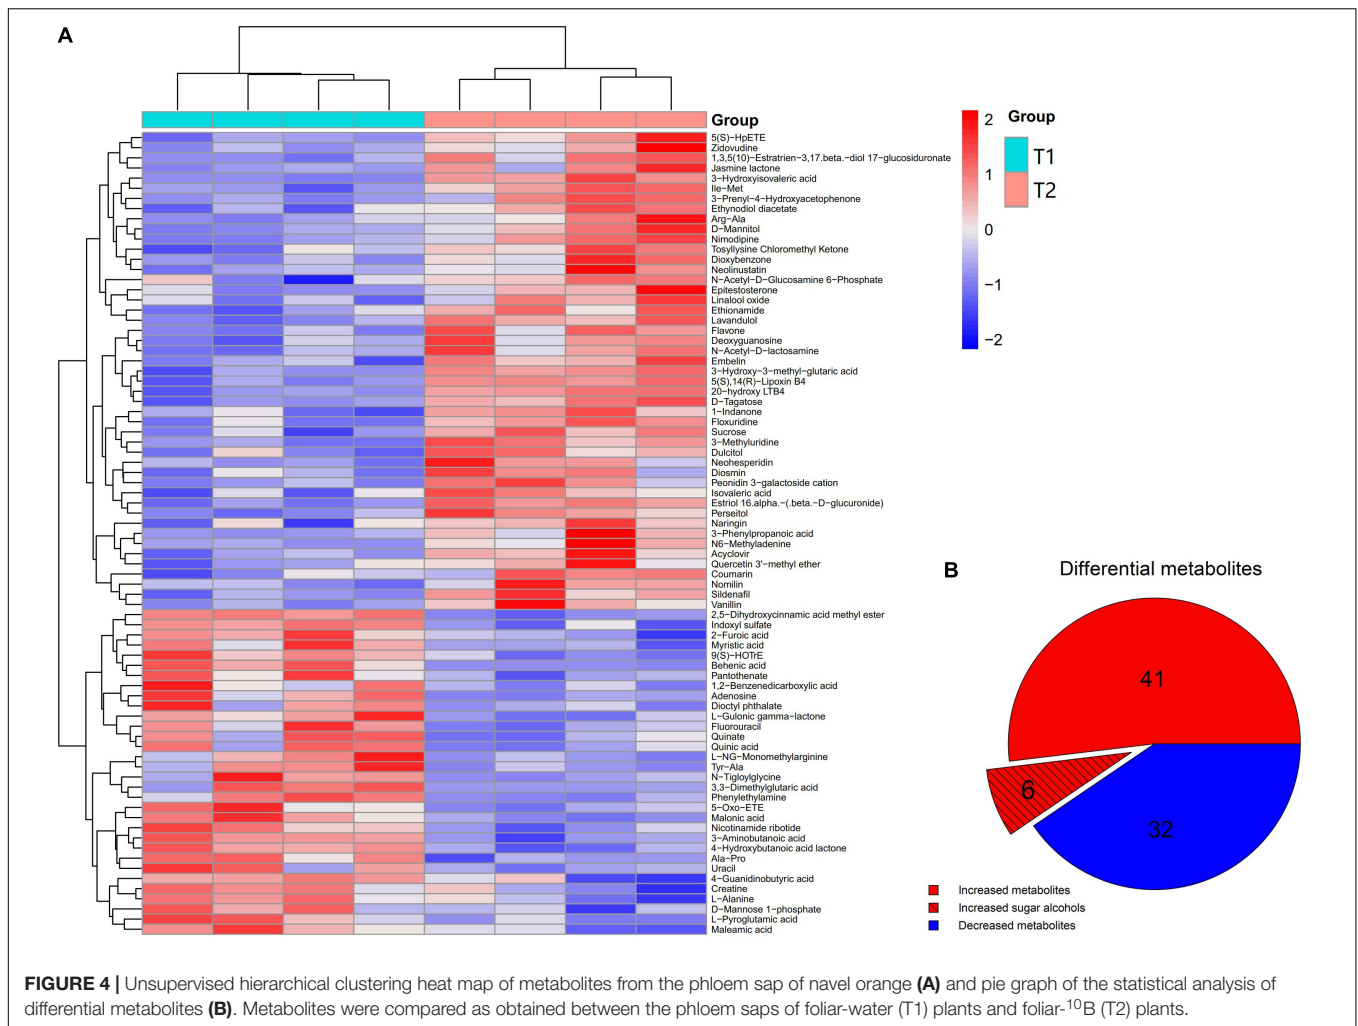 A
Group
5(S)−HpETE
Zidovudine
1,3,5(10)−Estratrien−3,17.beta.−diol 17−glucosiduronate
Jasmine lactone
3−Hydroxyisovaleric acid
Ile−Met
3−Prenyl−4−Hydroxyacetophenone
Ethynodiol diacetate
Arg−Ala
D−Mannitol
Nimodipine
Tosyllysine Chloromethyl Ketone
Dioxybenzone
Neolinustatin
N−Acetyl−D−Glucosamine 6−Phosphate
Epitestosterone
Linalool oxide
Ethionamide
Lavandulol
Flavone
Deoxyguanosine
N−Acetyl−D−lactosamine
Embelin
3−Hydroxy−3−methyl−glutaric acid
5(S),14(R)−Lipoxin B4
20−hydroxy LTB4
D−Tagatose
1−Indanone
Floxuridine
Sucrose
3−Methyluridine
Dulcitol
Neohesperidin
Diosmin
Peonidin 3−galactoside cation
Isovaleric acid
Estriol 16.alpha.−(.beta.−D−glucuronide)
Perseitol
Naringin
3−Phenylpropanoic acid
N6−Methyladenine
Acyclovir
Quercetin 3'−methyl ether
Coumarin
Nomilin
Sildenafil
Vanillin
2,5−Dihydroxycinnamic acid methyl ester
Indoxyl sulfate
2−Furoic acid
Myristic acid
9(S)−HOTrE
Behenic acid
Pantothenate
1,2−Benzenedicarboxylic acid
Adenosine
Dioctyl phthalate
L−Gulonic gamma−lactone
Fluorouracil
Quinate
Quinic acid
L−NG−Monomethylarginine
Tyr−Ala
N−Tigloylglycine
3,3−Dimethylglutaric acid
Phenylethylamine
5−Oxo−ETE
Malonic acid
Nicotinamide ribotide
3−Aminobutanoic acid
4−Hydroxybutanoic acid lactone
Ala−Pro
Uracil
4−Guanidinobutyric acid
Creatine
L−Alanine
D−Mannose 1−phosphate
L−Pyroglutamic acid
Maleamic acid
2
1
0
−1
−2
Group
T1
T2
B
Differential metabolites
41
6
32
Increased metabolites
Increased sugar alcohols
Decreased metabolites
FIGURE 4 | Unsupervised hierarchical clustering heat map of metabolites from the phloem sap of navel orange (A) and pie graph of the statistical analysis of
differential metabolites (B). Metabolites were compared as obtained between the phloem saps of foliar-water (T1) plants and foliar-¹⁰B (T2) plants.